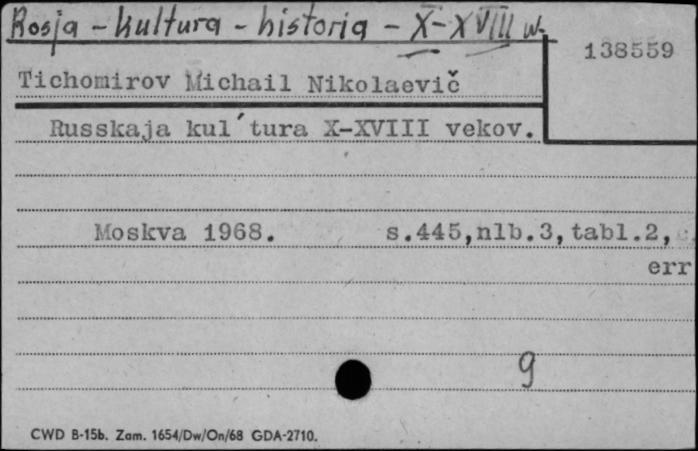 Rosja - kultura - historia - X-XVIII w.
138559
Tichomirov Michail Nikolaevič
Russkaja kul´tura X-XVIII vekov.
Moskva 1968. s.445,nlb.3,tabl.2,
err
9
CWD B-15b. Zam. 1654/Dw/On/68 GDA-2710.